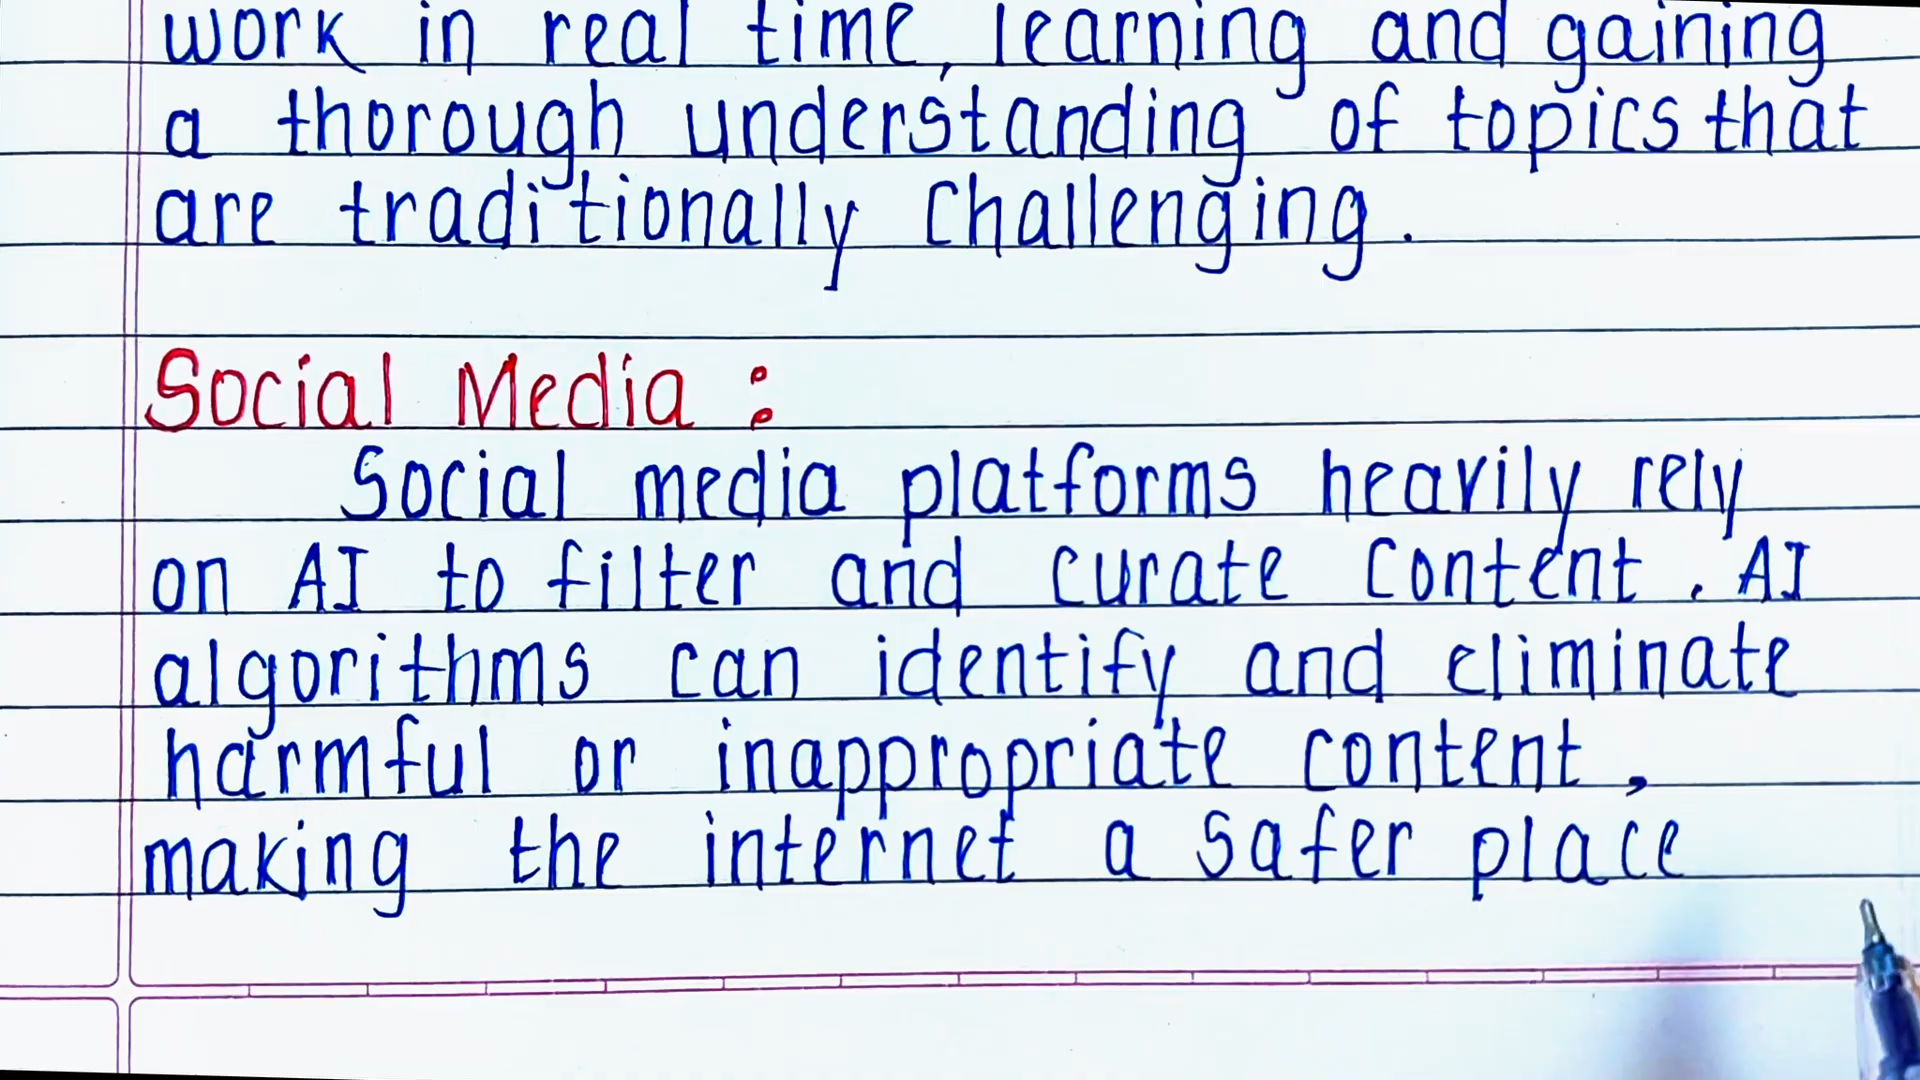 work in real time, learning and gaining
a thorough understanding of topics that
are traditionally challenging.
Social Media :
Social media platforms heavily rely
on AI to filter and curate content. AI
algorithms can identify and eliminate
harmful or inappropriate content,
making the internet a safer place